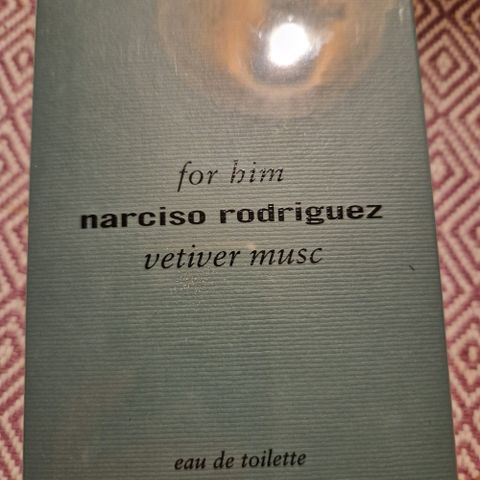 for him
narciso rodriguez
vetiver musc
eau de toilette